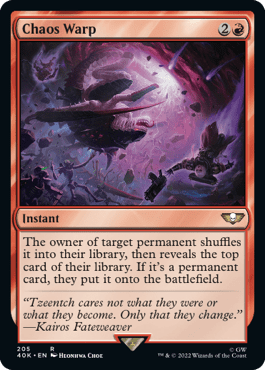 Chaos Warp 2
Instant
The owner of target permanent shuffles
it into their library, then reveals the top
card of their library. If it's a permanent
card, they put it onto the battlefield.
“Tzeentch cares not what they were or
what they become. Only that they change.”
—Kairos Fateweaver
205 R
40K • EN Heonhwa Choe
© GW
™ & © 2022 Wizards of the Coast